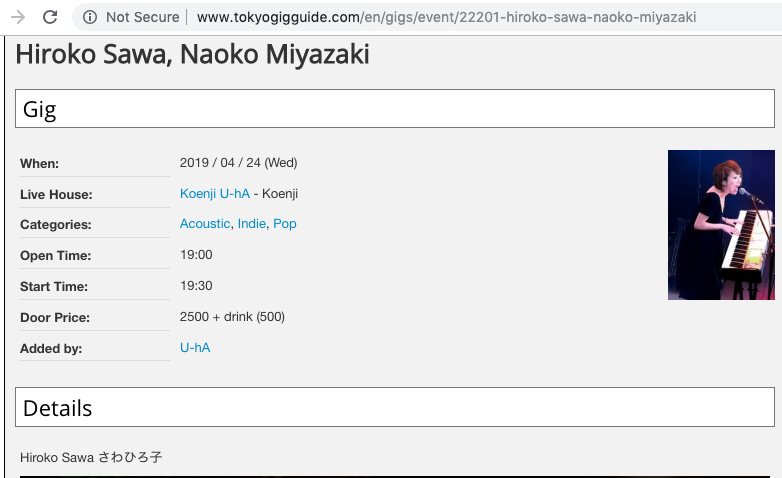 Not Secure | www.tokyogigguide.com/en/gigs/event/22201-hiroko-sawa-naoko-miyazaki
Hiroko Sawa, Naoko Miyazaki
Gig
When: 2019 / 04 / 24 (Wed)
Live House: Koenji U-hA - Koenji
Categories: Acoustic, Indie, Pop
Open Time: 19:00
Start Time: 19:30
Door Price: 2500 + drink (500)
Added by: U-hA
Details
Hiroko Sawa さわひろ子